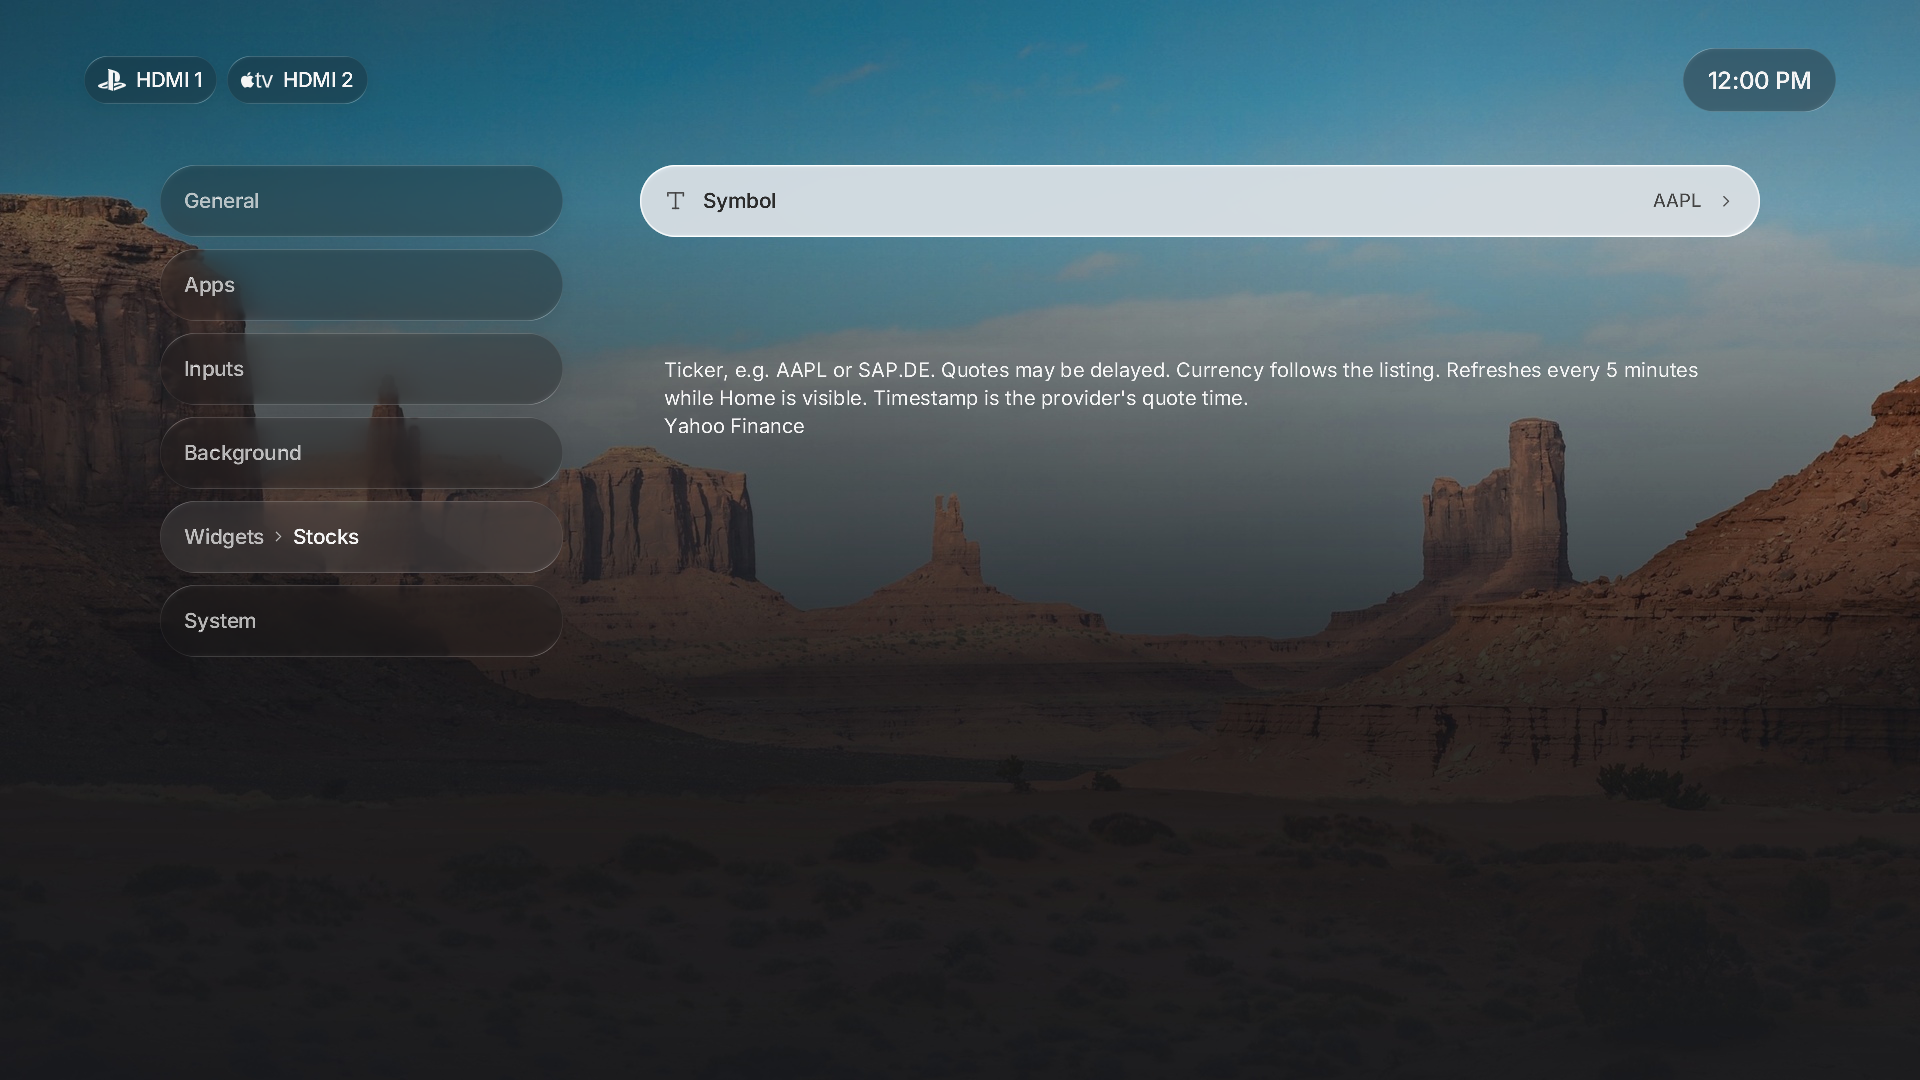 HDMI 1
tv HDMI 2
12:00 PM
General
Apps
Inputs
Background
Widgets > Stocks
System
Symbol
AAPL >
Ticker, e.g. AAPL or SAP.DE. Quotes may be delayed. Currency follows the listing. Refreshes every 5 minutes
while Home is visible. Timestamp is the provider's quote time.
Yahoo Finance